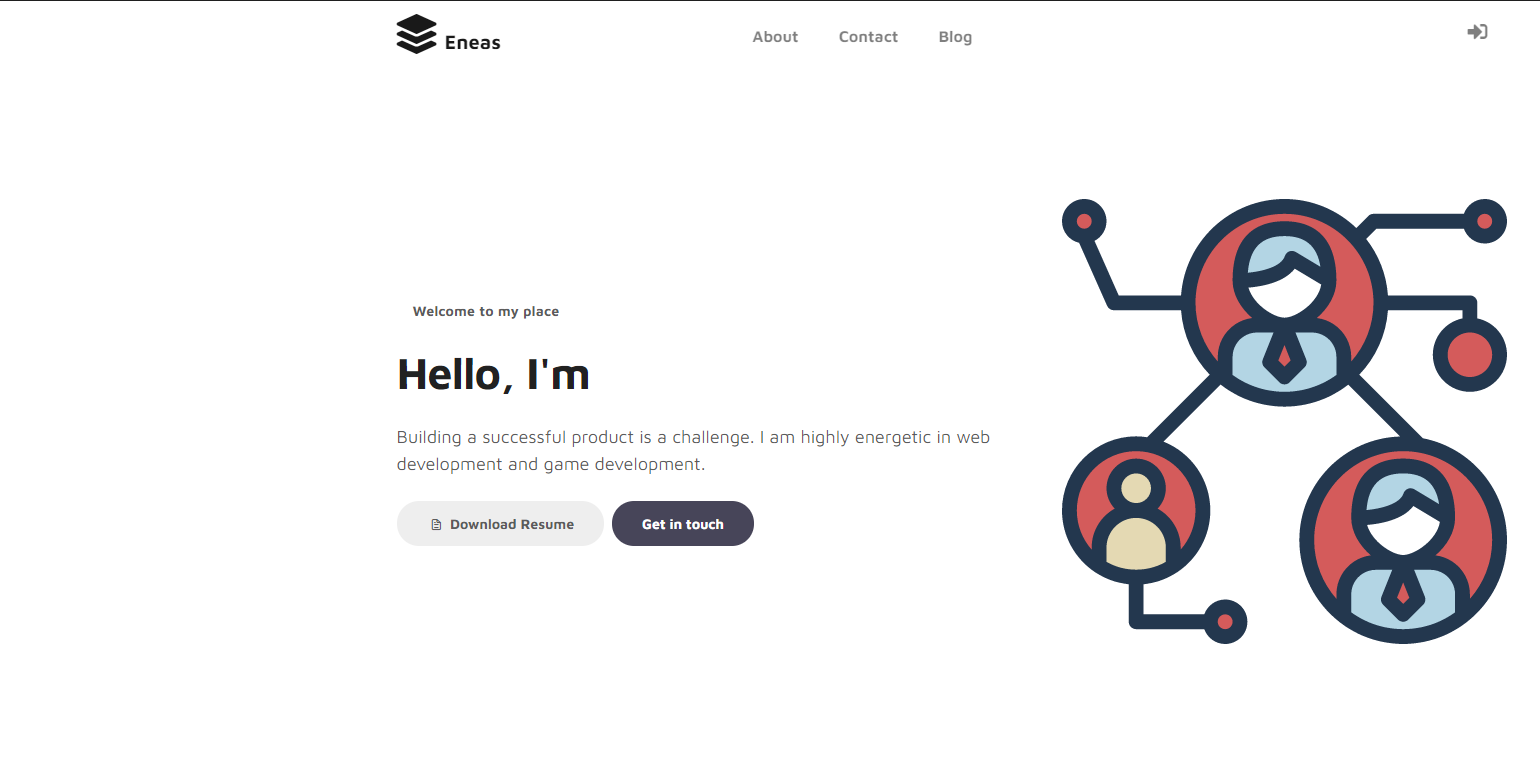 Eneas
About
Contact
Blog
Welcome to my place
Hello, I'm
Building a successful product is a challenge. I am highly energetic in web
development and game development.
Download Resume
Get in touch